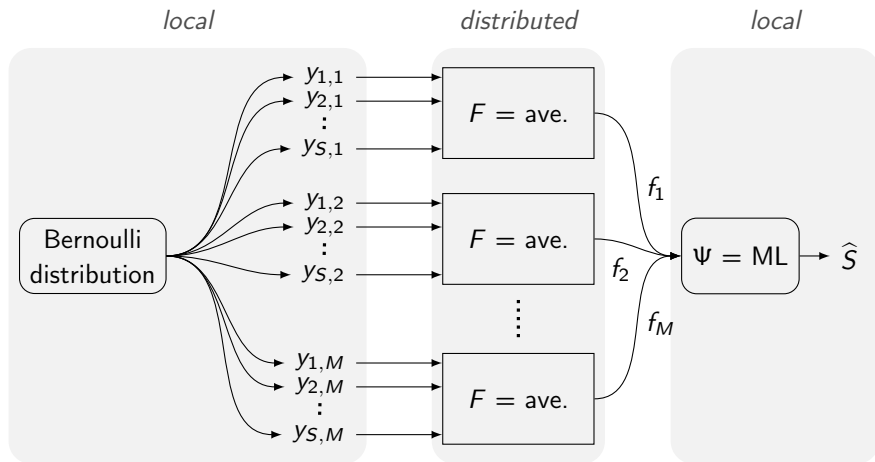 local distributed local
y1,1
y2,1
⋮
yS,1
F = ave.
y1,2
y2,2
⋮
yS,2
F = ave.
Bernoulli
distribution
f1
f2
fM
Ψ = ML
Ŝ
y1,M
y2,M
⋮
yS,M
F = ave.